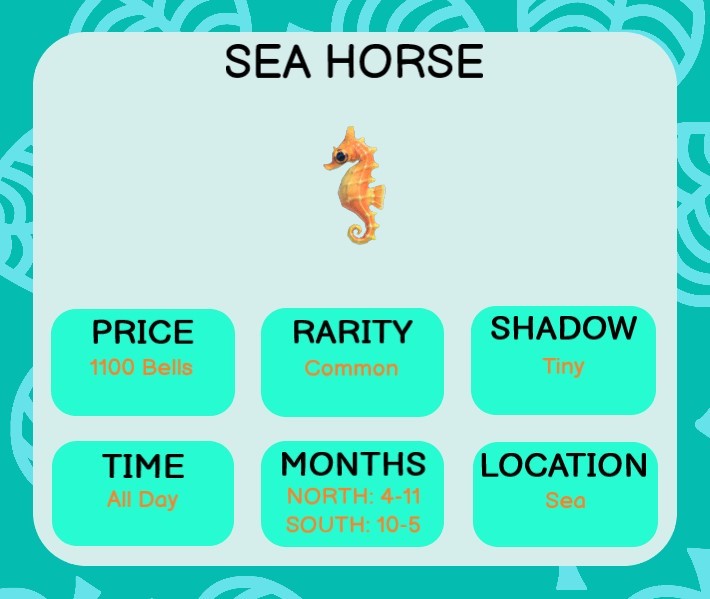 SEA HORSE
PRICE
1100 Bells
RARITY
Common
SHADOW
Tiny
TIME
All Day
MONTHS
NORTH: 4-11
SOUTH: 10-5
LOCATION
Sea